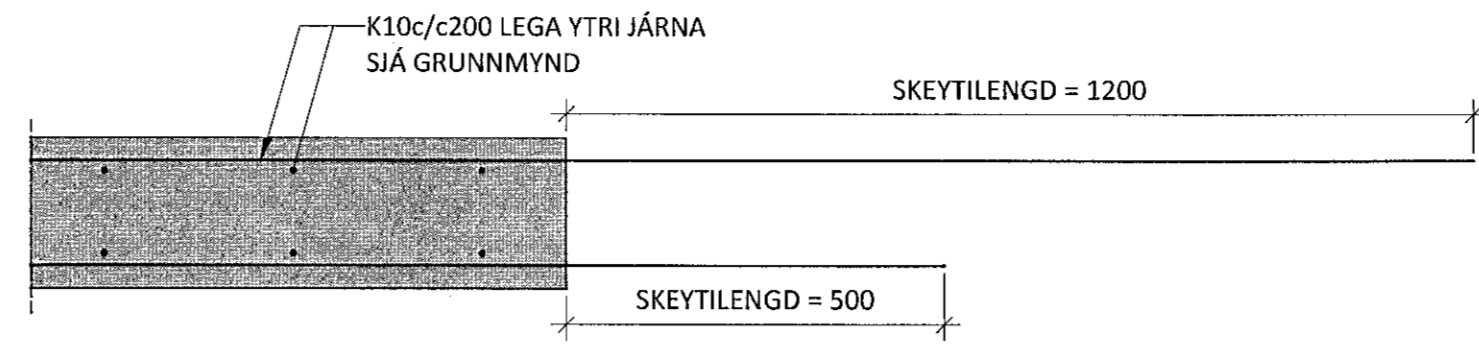 K10c/c200 LEGA YTRI JÁRNA
SJÁ GRUNNMYND
SKEYTILENGD = 1200
SKEYTILENGD = 500